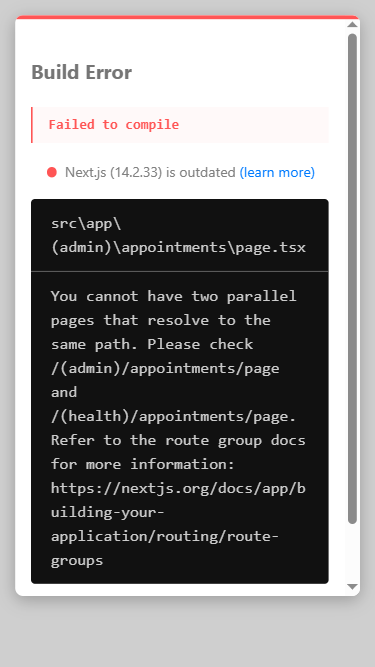 Build Error
Failed to compile
Next.js (14.2.33) is outdated (learn more)
src\app\
(admin)\appointments\page.tsx
You cannot have two parallel
pages that resolve to the
same path. Please check
/(admin)/appointments/page
and
/(health)/appointments/page.
Refer to the route group docs
for more information:
https://nextjs.org/docs/app/b
uilding-your-
application/routing/route-
groups